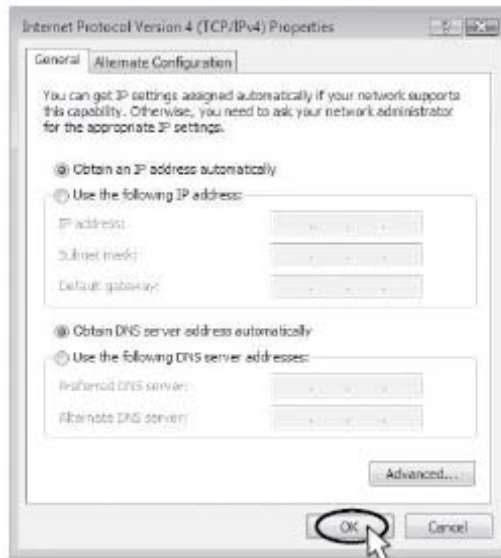 Internet Protocol Version 4 (TCP/IPv4) Properties
General
Alternate Configuration
You can get IP settings assigned automatically if your network supports
this capability. Otherwise, you need to ask your network administrator
for the appropriate IP settings.
Obtain an IP address automatically
Use the following IP address:
IP address:
Subnet mask:
Default gateway:
Obtain DNS server address automatically
Use the following DNS server addresses:
Preferred DNS server:
Alternate DNS server:
Advanced...
OK
Cancel